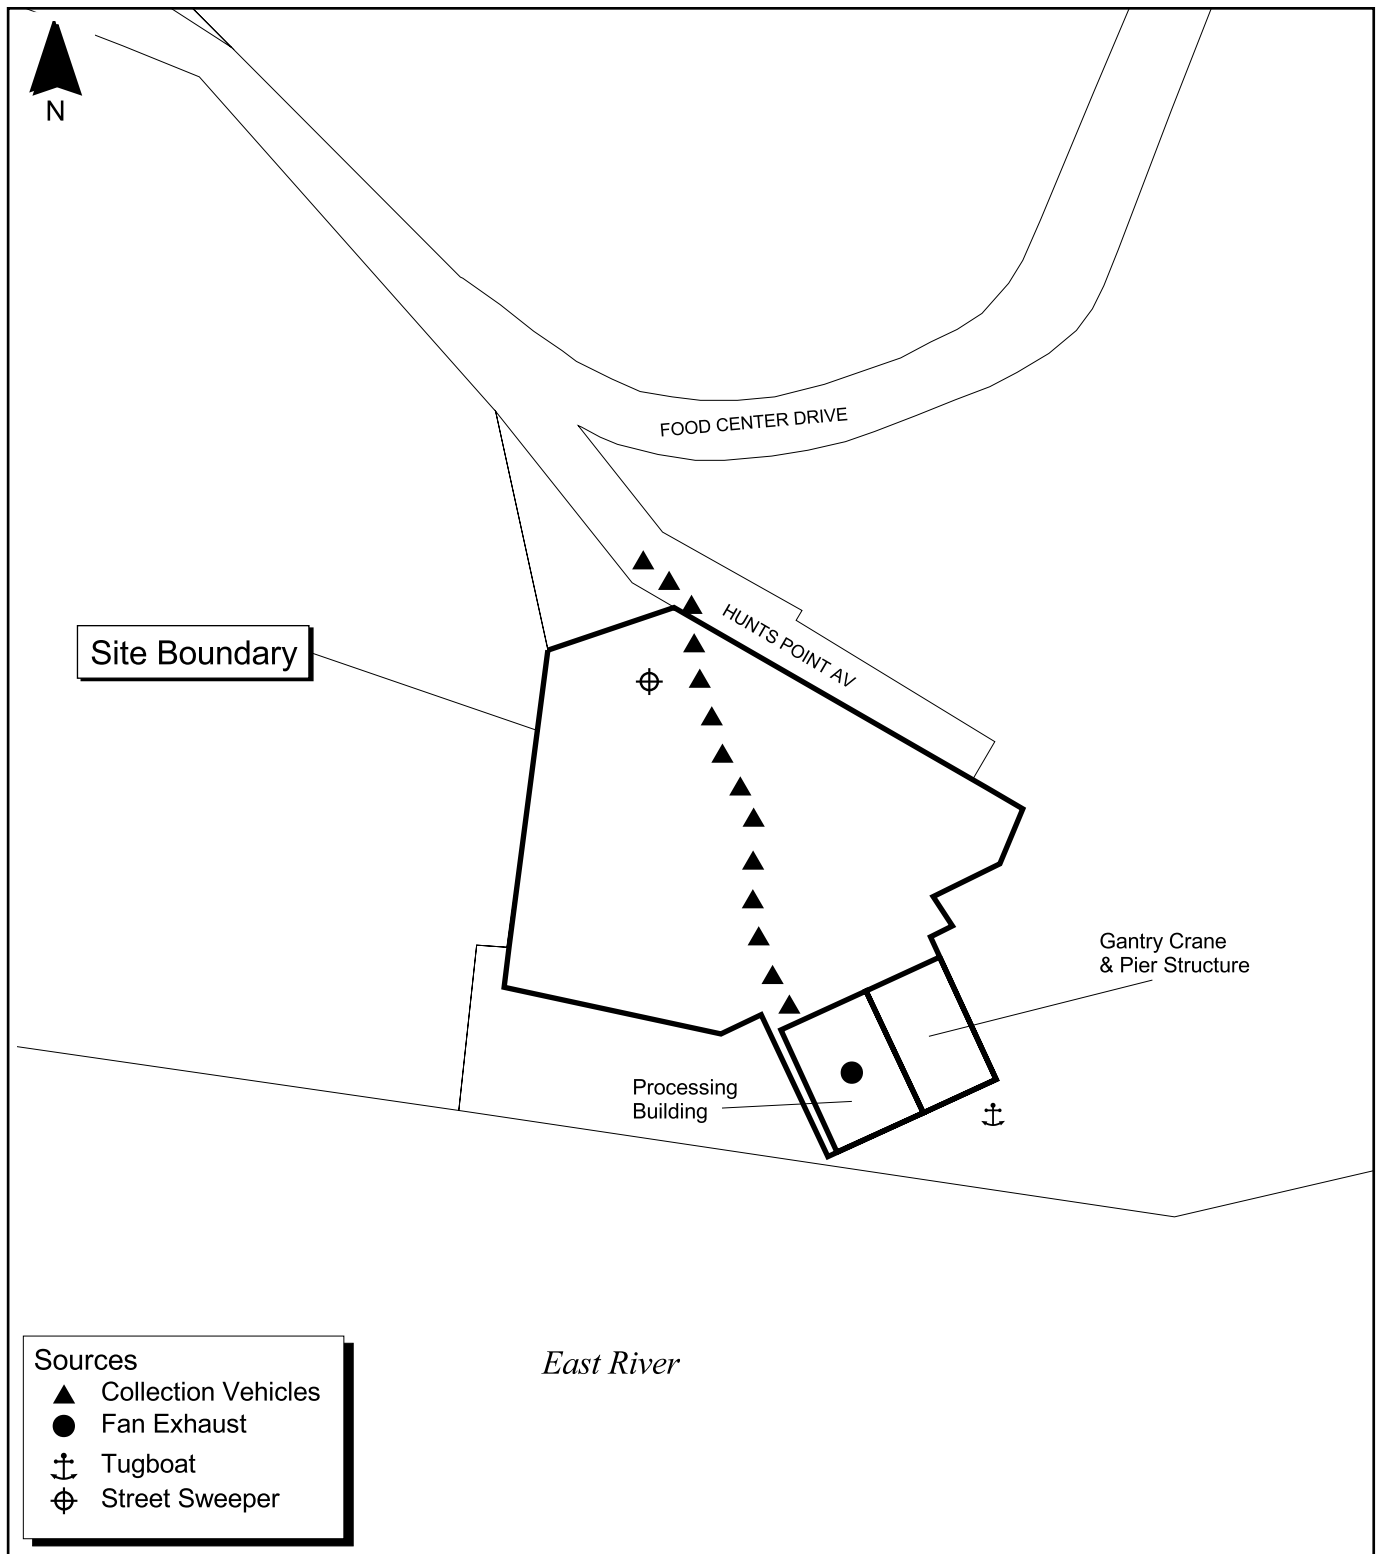 N
FOOD CENTER DRIVE
HUNTS POINT AV
Site Boundary
Gantry Crane
& Pier Structure
Processing
Building
East River
Sources
Collection Vehicles
Fan Exhaust
Tugboat
Street Sweeper